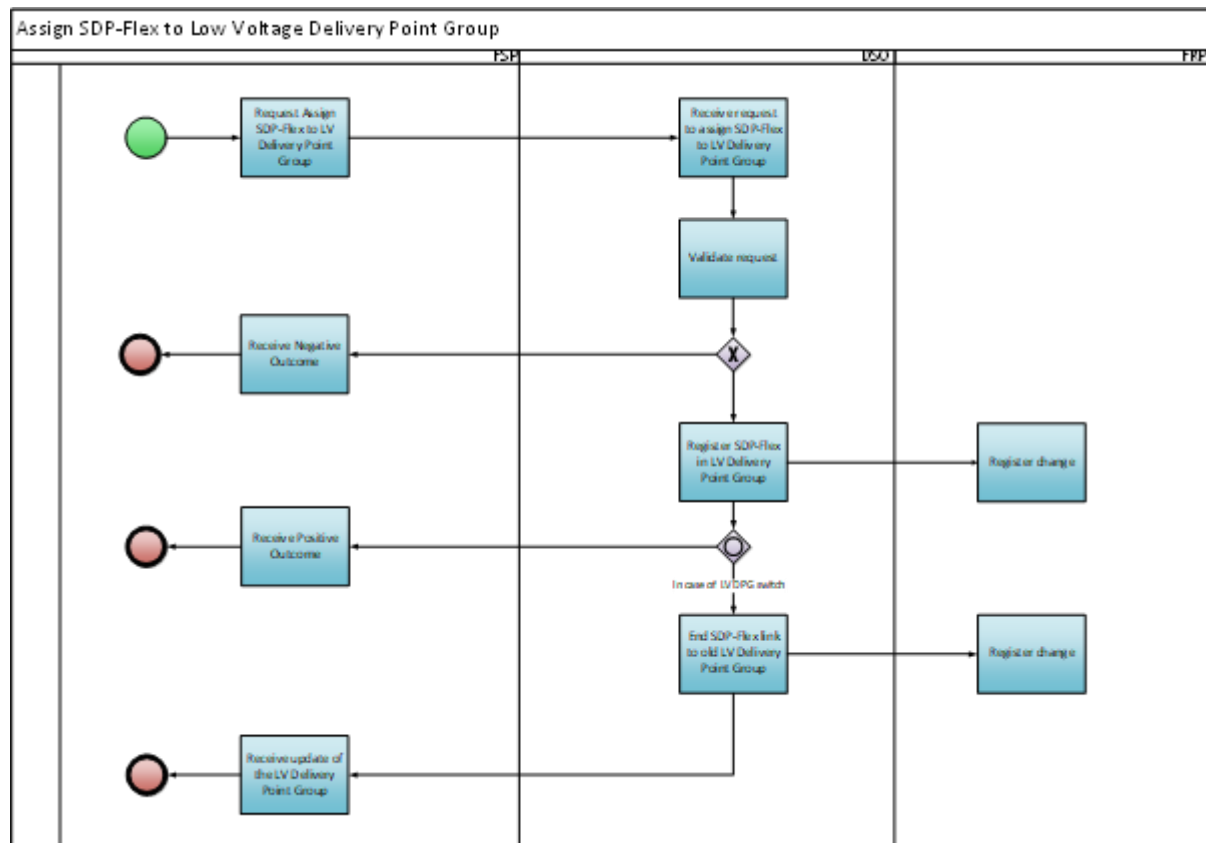 Assign SDP-Flex to Low Voltage Delivery Point Group
FSP
DSO
FRP
Request Assign
SDP-Flex to LV
Delivery Point
Group
Receive request
to assign SDP-Flex
to LV Delivery
Point Group
Validate request
Receive Negative
Outcome
X
Register SDP-Flex
in LV Delivery
Point Group
Register change
Receive Positive
Outcome
In case of LVDPG switch
End SDP-Flex link
to old LV Delivery
Point Group
Register change
Receive update of
the LV Delivery
Point Group